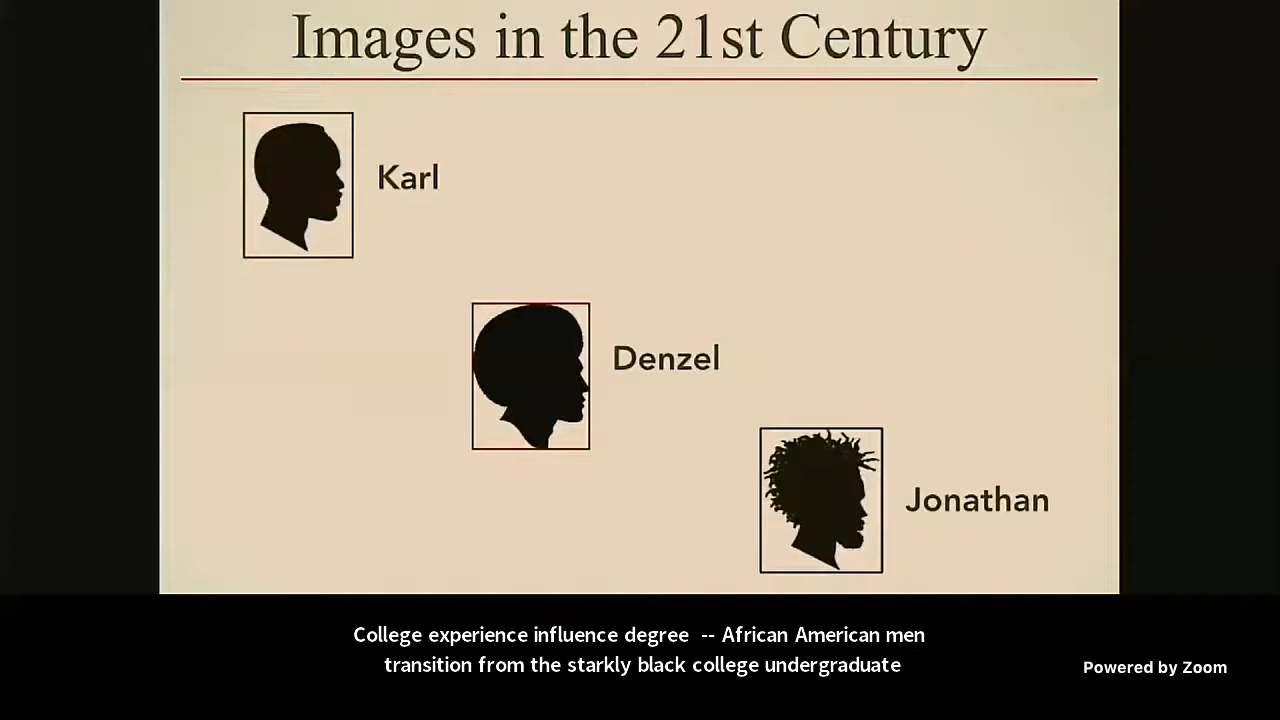 Images in the 21st Century
Karl
Denzel
Jonathan
College experience influence degree -- African American men
transition from the starkly black college undergraduate
Powered by Zoom